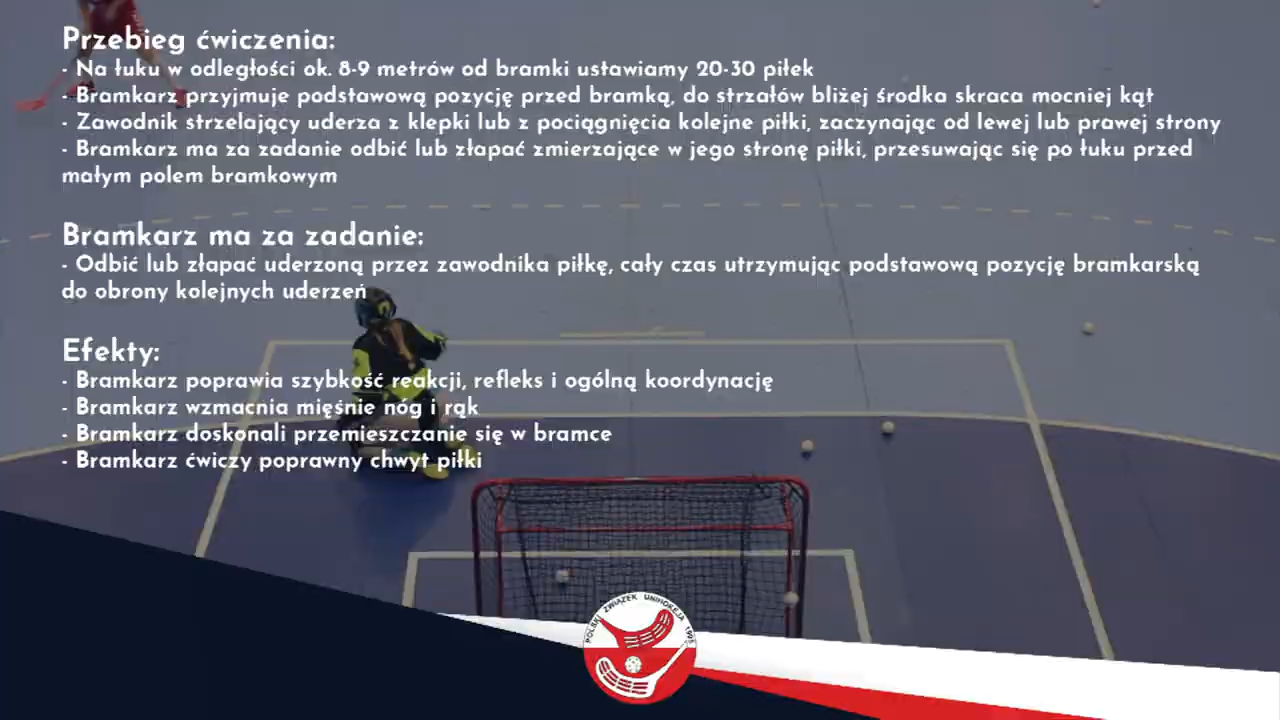 Przebieg ćwiczenia:
- Na łuku w odległości ok. 8-9 metrów od bramki ustawiamy 20-30 piłek
- Bramkarz przyjmuje podstawową pozycję przed bramką, do strzałów bliżej środka skraca mocniej kąt
- Zawodnik strzelający uderza z klepki lub z pociągnięcia kolejne piłki, zaczynając od lewej lub prawej strony
- Bramkarz ma za zadanie odbić lub złapać zmierzające w jego stronę piłki, przesuwając się po łuku przed
małym polem bramkowym
Bramkarz ma za zadanie:
- Odbić lub złapać uderzoną przez zawodnika piłkę, cały czas utrzymując podstawową pozycję bramkarską
do obrony kolejnych uderzeń
Efekty:
- Bramkarz poprawia szybkość reakcji, refleks i ogólną koordynację
- Bramkarz wzmacnia mięśnie nóg i rąk
- Bramkarz doskonali przemieszczanie się w bramce
- Bramkarz ćwiczy poprawny chwyt piłki
POLSKI ZWIĄZEK UNIHOKEJA 1995